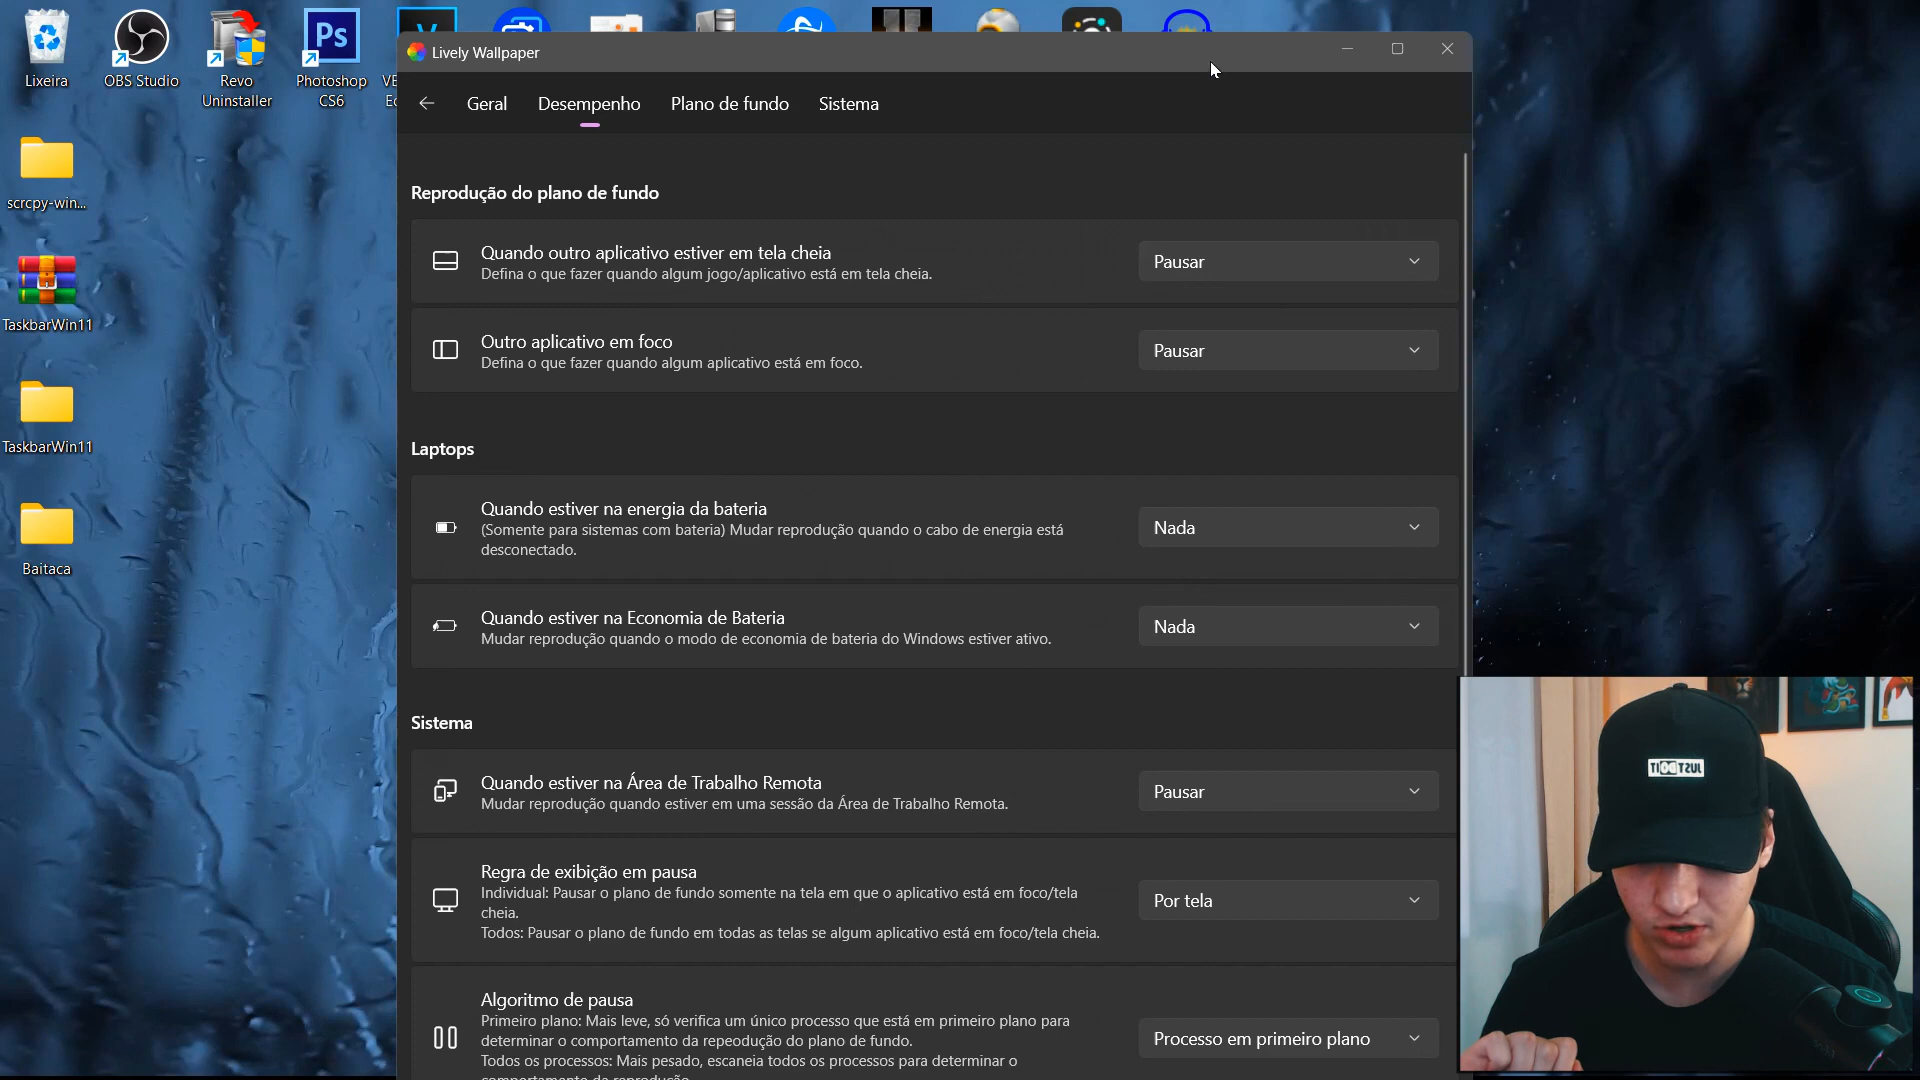 Lixeira
OBS Studio
Revo
Uninstaller
Ps
Photoshop
CS6
scrcpy-win...
TaskbarWin11
TaskbarWin11
Baitaca
Lively Wallpaper
Geral
Desempenho
Plano de fundo
Sistema
Reprodução do plano de fundo
Quando outro aplicativo estiver em tela cheia
Defina o que fazer quando algum jogo/aplicativo está em tela cheia.
Pausar
Outro aplicativo em foco
Defina o que fazer quando algum aplicativo está em foco.
Pausar
Laptops
Quando estiver na energia da bateria
(Somente para sistemas com bateria) Mudar reprodução quando o cabo de energia está
desconectado.
Nada
Quando estiver na Economia de Bateria
Mudar reprodução quando o modo de economia de bateria do Windows estiver ativo.
Nada
Sistema
Quando estiver na Área de Trabalho Remota
Mudar reprodução quando estiver em uma sessão da Área de Trabalho Remota.
Pausar
Regra de exibição em pausa
Individual: Pausar o plano de fundo somente na tela em que o aplicativo está em foco/tela
cheia.
Todos: Pausar o plano de fundo em todas as telas se algum aplicativo está em foco/tela cheia.
Por tela
Algoritmo de pausa
Primeiro plano: Mais leve, só verifica um único processo que está em primeiro plano para
determinar o comportamento da repeodução do plano de fundo.
Todos os processos: Mais pesado, escaneia todos os processos para determinar o
Processo em primeiro plano